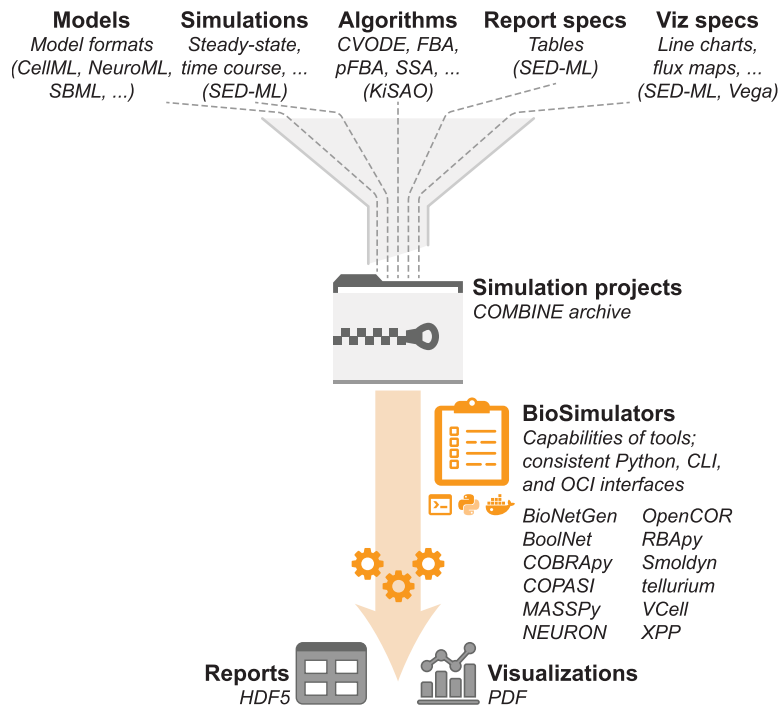 Models
Model formats
(CellML, NeuroML,
SBML, ...)
Simulations
Steady-state,
time course, ...
(SED-ML)
Algorithms
CVODE, FBA,
pFBA, SSA, ...
(KiSAO)
Report specs
Tables
(SED-ML)
Viz specs
Line charts,
flux maps, ...
(SED-ML, Vega)
Simulation projects
COMBINE archive
BioSimulators
Capabilities of tools;
consistent Python, CLI,
and OCI interfaces
BioNetGen
BoolNet
COBRApy
COPASI
MASSPy
NEURON
OpenCOR
RBApy
Smoldyn
tellurium
VCell
XPP
Reports
HDF5
Visualizations
PDF